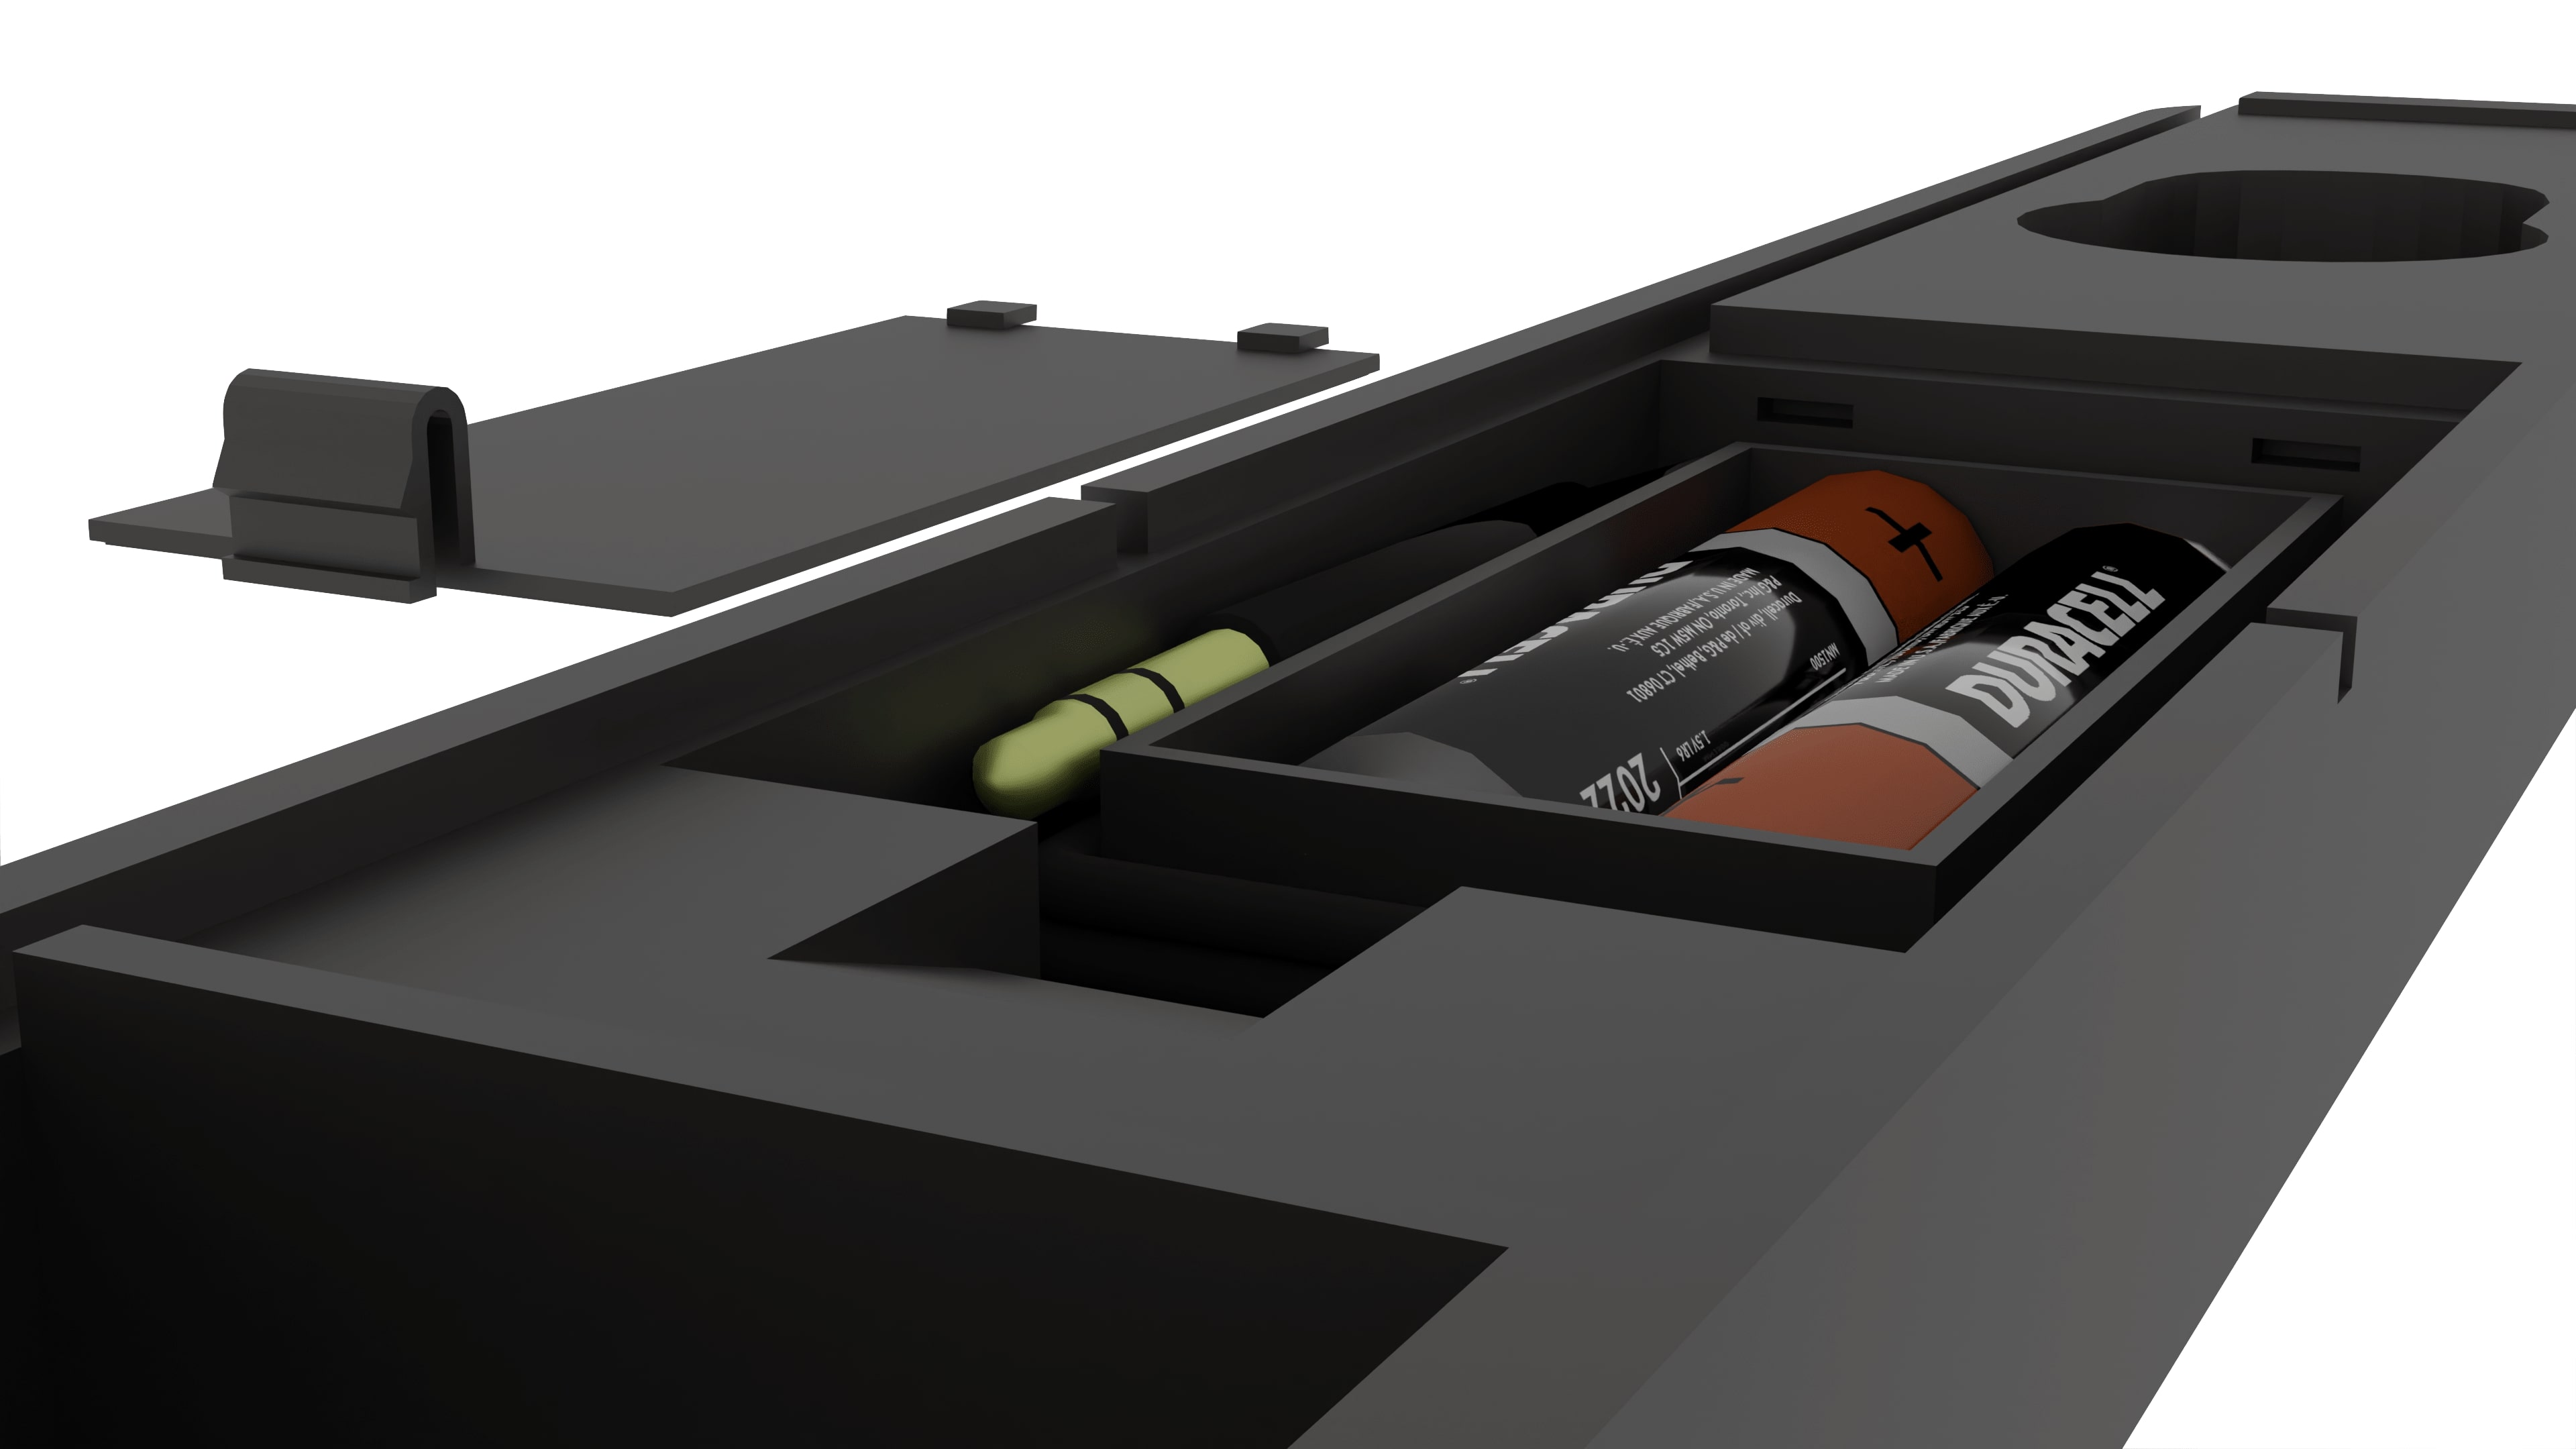 DURACELL
Duracell, div of / de P&G, Bethel, CT 06801
P&G Inc, Toronto, ON M5W 1C5
MADE IN U.S.A./FABRIQUÉ AUX É.-U.
MN1500
1.5V LR6
2022
+
DURACELL
-